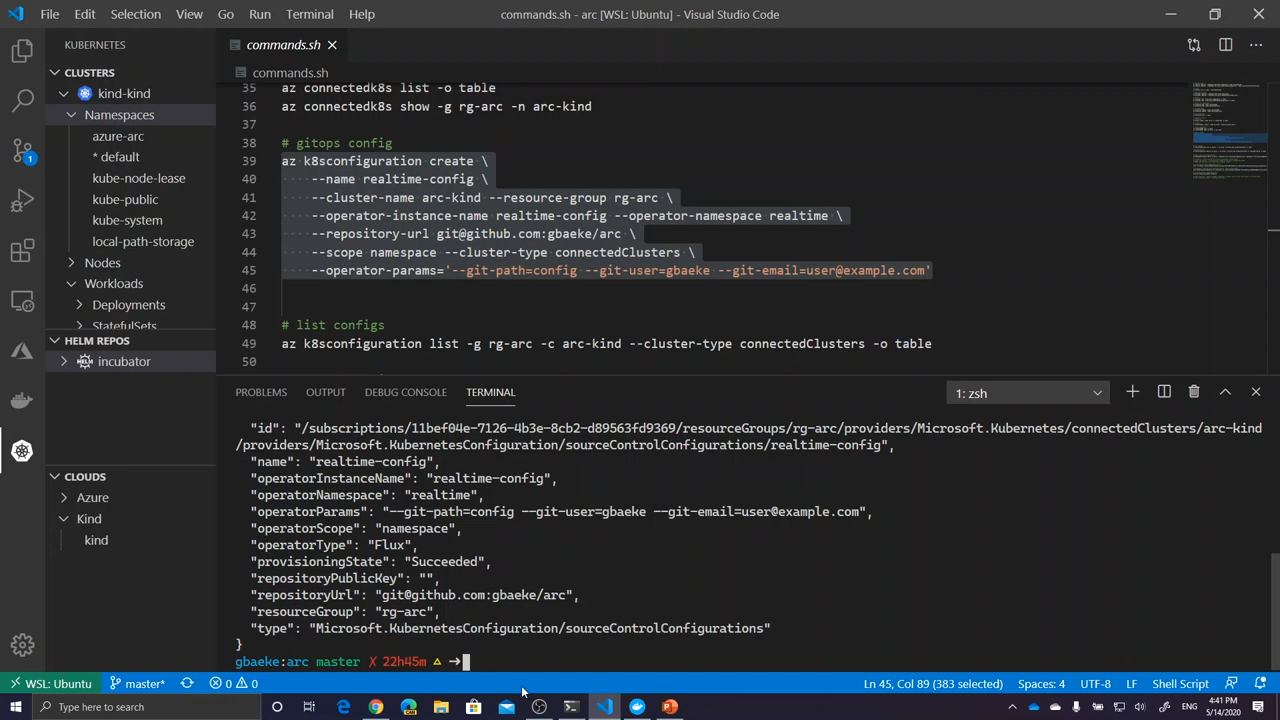 File Edit Selection View Go Run Terminal Help
commands.sh - arc [WSL: Ubuntu] - Visual Studio Code
KUBERNETES
CLUSTERS
kind-kind
Namespaces
azure-arc
* default
kube-node-lease
kube-public
kube-system
local-path-storage
Nodes
Workloads
Deployments
StatefulSets
HELM REPOS
HELM
incubator
CLOUDS
Azure
Kind
kind
1
commands.sh
commands.sh
35 az connectedk8s list -o table
36 az connectedk8s show -g rg-arc -n arc-kind
37
38 # gitops config
39 az k8sconfiguration create \
40 --name realtime-config \
41 --cluster-name arc-kind --resource-group rg-arc \
42 --operator-instance-name realtime-config --operator-namespace realtime \
43 --repository-url git@github.com:gbaeke/arc \
44 --scope namespace --cluster-type connectedClusters \
45 --operator-params='--git-path=config --git-user=gbaeke --git-email=user@example.com'
46
47
48 # list configs
49 az k8sconfiguration list -g rg-arc -c arc-kind --cluster-type connectedClusters -o table
50
PROBLEMS OUTPUT DEBUG CONSOLE TERMINAL 1: zsh
"id": "/subscriptions/11bef04e-7126-4b3e-8cb2-d89563fd9369/resourceGroups/rg-arc/providers/Microsoft.Kubernetes/connectedClusters/arc-kind
/providers/Microsoft.KubernetesConfiguration/sourceControlConfigurations/realtime-config",
"name": "realtime-config",
"operatorInstanceName": "realtime-config",
"operatorNamespace": "realtime",
"operatorParams": "--git-path=config --git-user=gbaeke --git-email=user@example.com",
"operatorScope": "namespace",
"operatorType": "Flux",
"provisioningState": "Succeeded",
"repositoryPublicKey": "",
"repositoryUrl": "git@github.com:gbaeke/arc",
"resourceGroup": "rg-arc",
"type": "Microsoft.KubernetesConfiguration/sourceControlConfigurations"
}
gbaeke:arc master ✗ 22h45m △ ➜
WSL: Ubuntu master* 0 0 Ln 45, Col 89 (383 selected) Spaces: 4 UTF-8 LF Shell Script
Type here to search
4:41 PM
5/14/2020